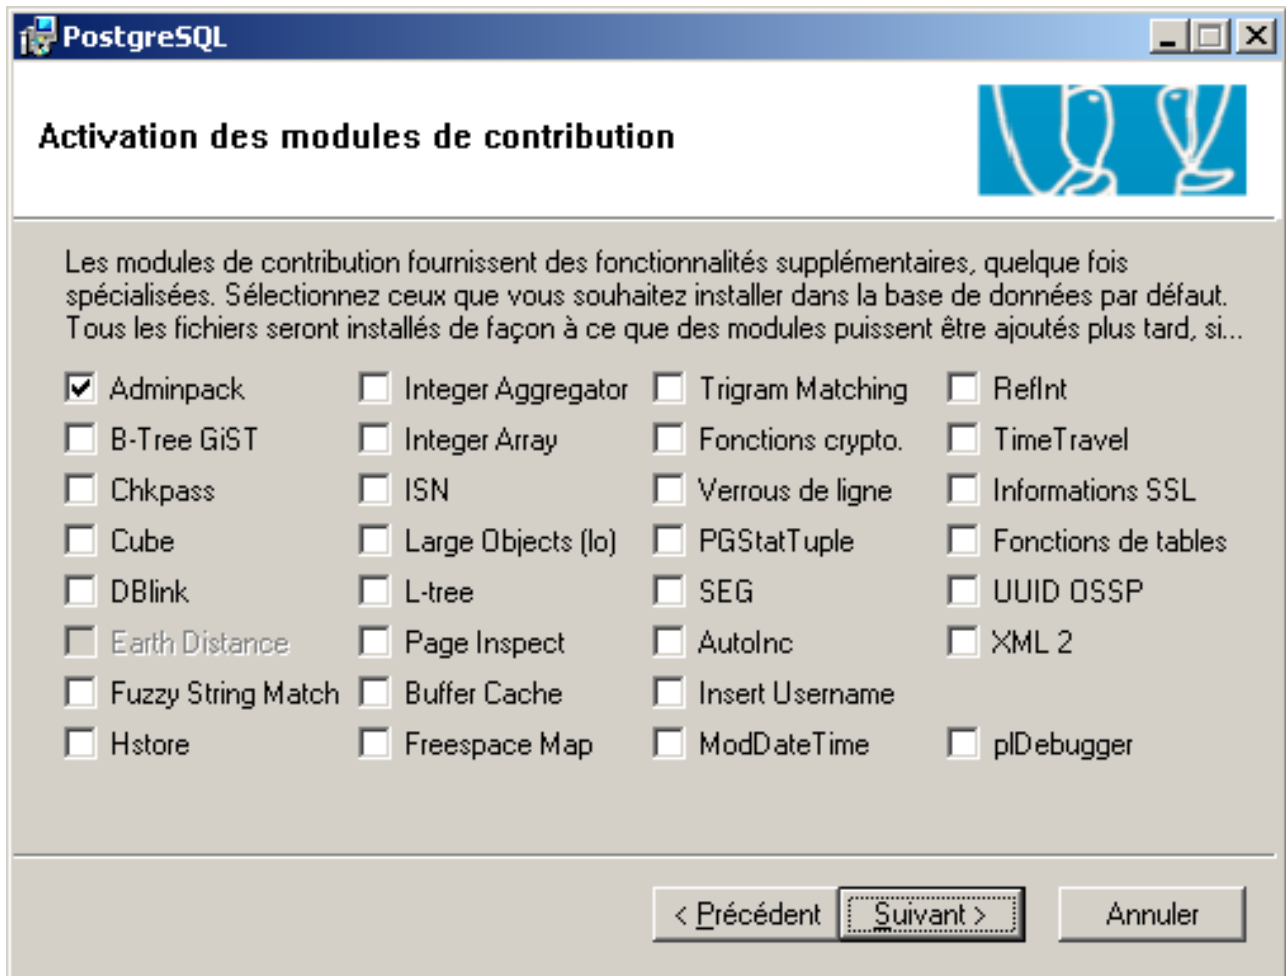 PostgreSQL
Activation des modules de contribution
Les modules de contribution fournissent des fonctionnalités supplémentaires, quelque fois
spécialisées. Sélectionnez ceux que vous souhaitez installer dans la base de données par défaut.
Tous les fichiers seront installés de façon à ce que des modules puissent être ajoutés plus tard, si...
Adminpack Integer Aggregator Trigram Matching RefInt
B-Tree GiST Integer Array Fonctions crypto. TimeTravel
Chkpass ISN Verrous de ligne Informations SSL
Cube Large Objects (lo) PGStatTuple Fonctions de tables
DBlink L-tree SEG UUID OSSP
Earth Distance Page Inspect AutoInc XML 2
Fuzzy String Match Buffer Cache Insert Username
Hstore Freespace Map ModDateTime plDebugger
< Précédent Suivant > Annuler